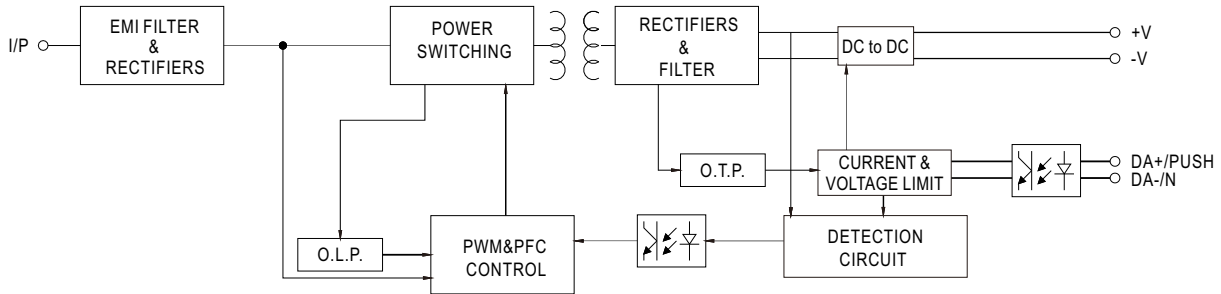 I/P
EMI FILTER
&
RECTIFIERS
POWER
SWITCHING
RECTIFIERS
&
FILTER
DC to DC
+V
-V
O.T.P.
CURRENT &
VOLTAGE LIMIT
DA+/PUSH
DA-/N
O.L.P.
PWM&PFC
CONTROL
DETECTION
CIRCUIT